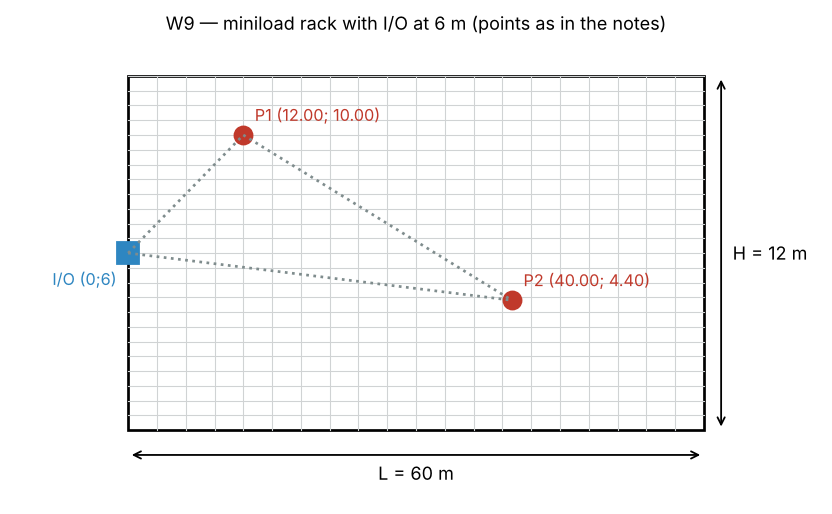 W9 — miniload rack with I/O at 6 m (points as in the notes)
P1 (12.00; 10.00)
H = 12 m
I/O (0;6)
P2 (40.00; 4.40)
L = 60 m